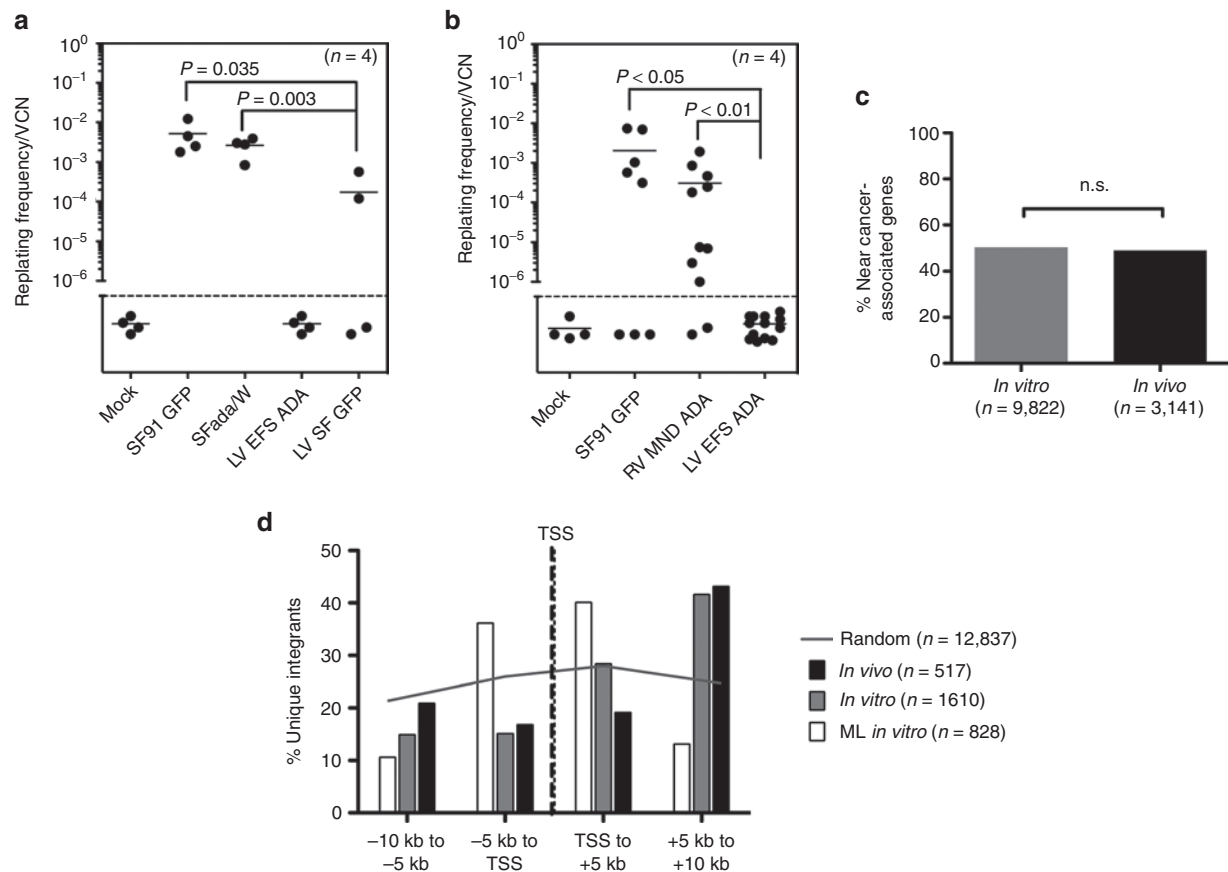 a
(n = 4)
P = 0.035
P = 0.003
Replating frequency/VCN
10⁰
10⁻¹
10⁻²
10⁻³
10⁻⁴
10⁻⁵
10⁻⁶
Mock
SF91 GFP
SFada/W
LV EFS ADA
LV SF GFP
b
(n = 4)
P < 0.05
P < 0.01
Replating frequency/VCN
10⁰
10⁻¹
10⁻²
10⁻³
10⁻⁴
10⁻⁵
10⁻⁶
Mock
SF91 GFP
RV MND ADA
LV EFS ADA
c
n.s.
% Near cancer-
associated genes
100
80
60
40
20
0
In vitro
(n = 9,822)
In vivo
(n = 3,141)
d
TSS
% Unique integrants
50
40
30
20
10
0
–10 kb to
–5 kb
–5 kb to
TSS
TSS to
+5 kb
+5 kb to
+10 kb
Random (n = 12,837)
In vivo (n = 517)
In vitro (n = 1610)
ML in vitro (n = 828)